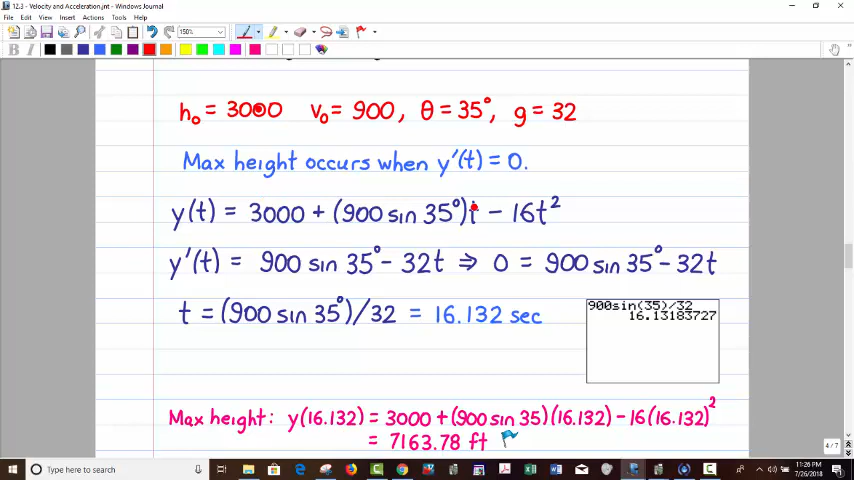 12.3 - Velocity and Acceleration.jnt - Windows Journal
File Edit View Insert Actions Tools Help
150%
B I
h₀ = 3000 v₀ = 900, θ = 35°, g = 32
Max height occurs when y'(t) = 0.
y(t) = 3000 + (900 sin 35°)t − 16t²
y'(t) = 900 sin 35° − 32t ⇒ 0 = 900 sin 35° − 32t
t = (900 sin 35°)/32 = 16.132 sec
900sin(35)/32
16.13183727
Max height: y(16.132) = 3000 + (900 sin 35)(16.132) − 16(16.132)²
= 7163.78 ft
4/7
Type here to search
11:26 PM
7/26/2018